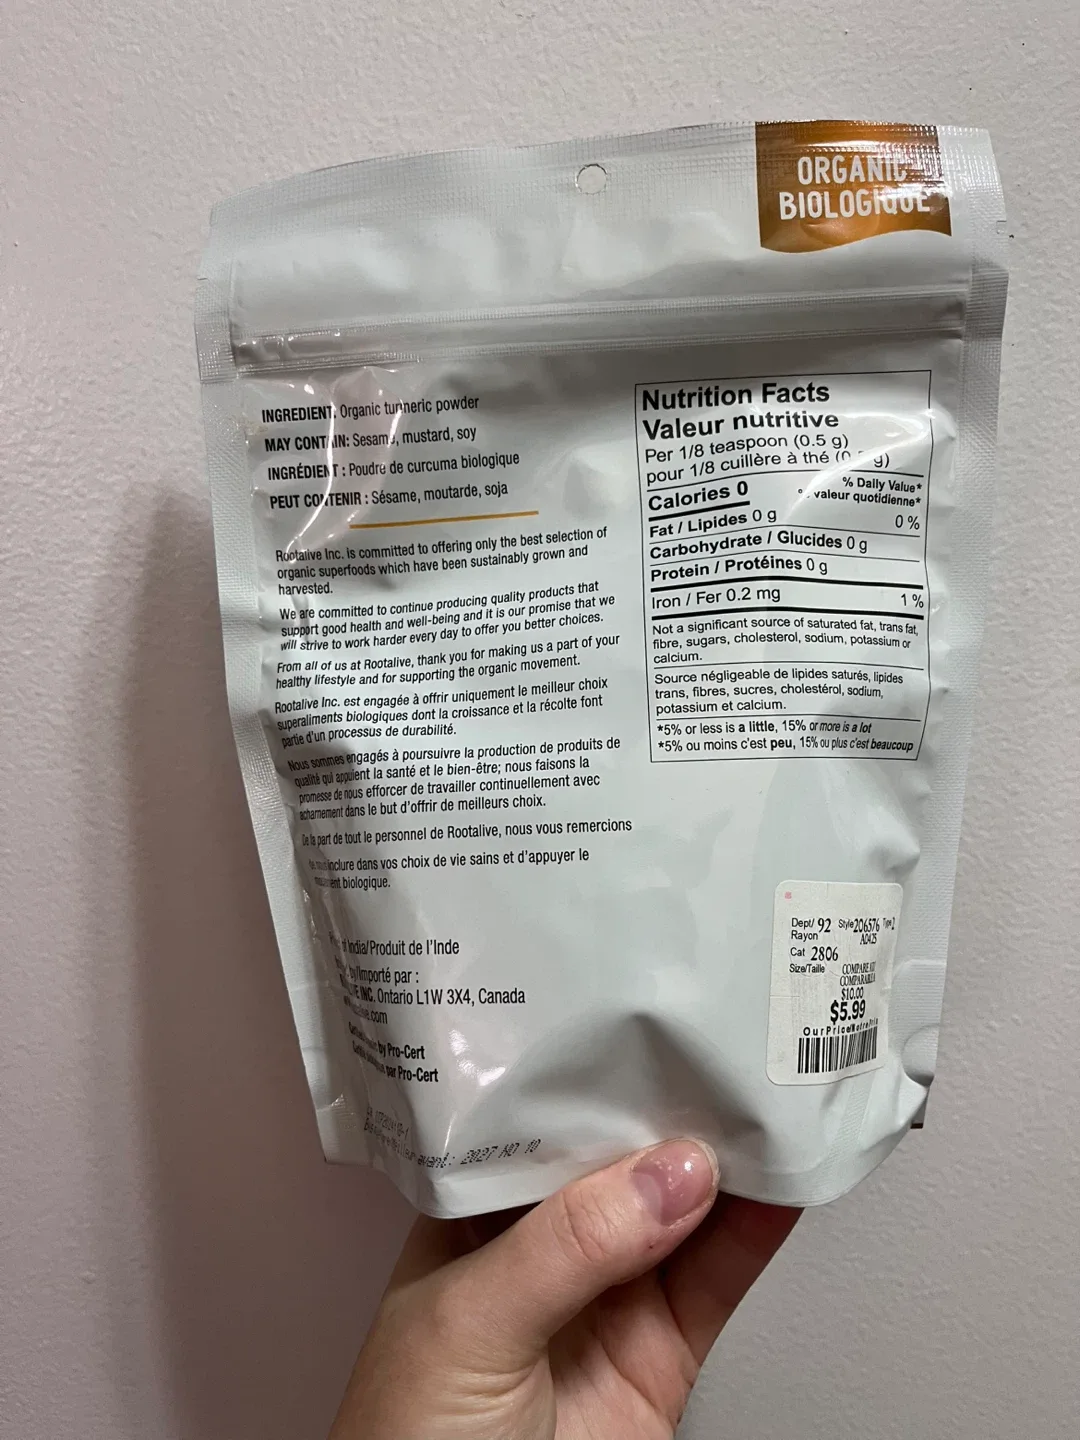 ORGANIC
BIOLOGIQUE
INGREDIENT: Organic turmeric powder
MAY CONTAIN: Sesame, mustard, soy
INGRÉDIENT : Poudre de curcuma biologique
PEUT CONTENIR : Sésame, moutarde, soja
Rootalive Inc. is committed to offering only the best selection of
organic superfoods which have been sustainably grown and
harvested.
We are committed to continue producing quality products that
support good health and well-being and it is our promise that we
will strive to work harder every day to offer you better choices.
From all of us at Rootalive, thank you for making us a part of your
healthy lifestyle and for supporting the organic movement.
Rootalive Inc. est engagée à offrir uniquement le meilleur choix
superaliments biologiques dont la croissance et la récolte font
partie d'un processus de durabilité.
Nous sommes engagés à poursuivre la production de produits de
qualité qui appuient la santé et le bien-être; nous faisons la
promesse de nous efforcer de travailler continuellement avec
acharnement dans le but d'offrir de meilleurs choix.
De la part de tout le personnel de Rootalive, nous vous remercions
inclure dans vos choix de vie sains et d'appuyer le
biologique.
India/Produit de l'Inde
by/Importé par :
INC. Ontario L1W 3X4, Canada
by Pro-Cert
par Pro-Cert
avant: 2027 NO 10
Nutrition Facts
Valeur nutritive
Per 1/8 teaspoon (0.5 g)
pour 1/8 cuillère à thé
% Daily Value*
valeur quotidienne*
Calories 0
Fat / Lipides 0 g 0 %
Carbohydrate / Glucides 0 g
Protein / Protéines 0 g
Iron / Fer 0.2 mg 1 %
Not a significant source of saturated fat, trans fat,
fibre, sugars, cholesterol, sodium, potassium or
calcium.
Source négligeable de lipides saturés, lipides
trans, fibres, sucres, cholestérol, sodium,
potassium et calcium.
*5% or less is a little, 15% or more is a lot
*5% ou moins c'est peu, 15% ou plus c'est beaucoup
Dept/ 92 Style 206576 Type 2
Rayon A0425
Cat 2806
Size/Taille COMPARE AT
COMPARABLE
$10.00
$5.99
Our Price/Notre Prix